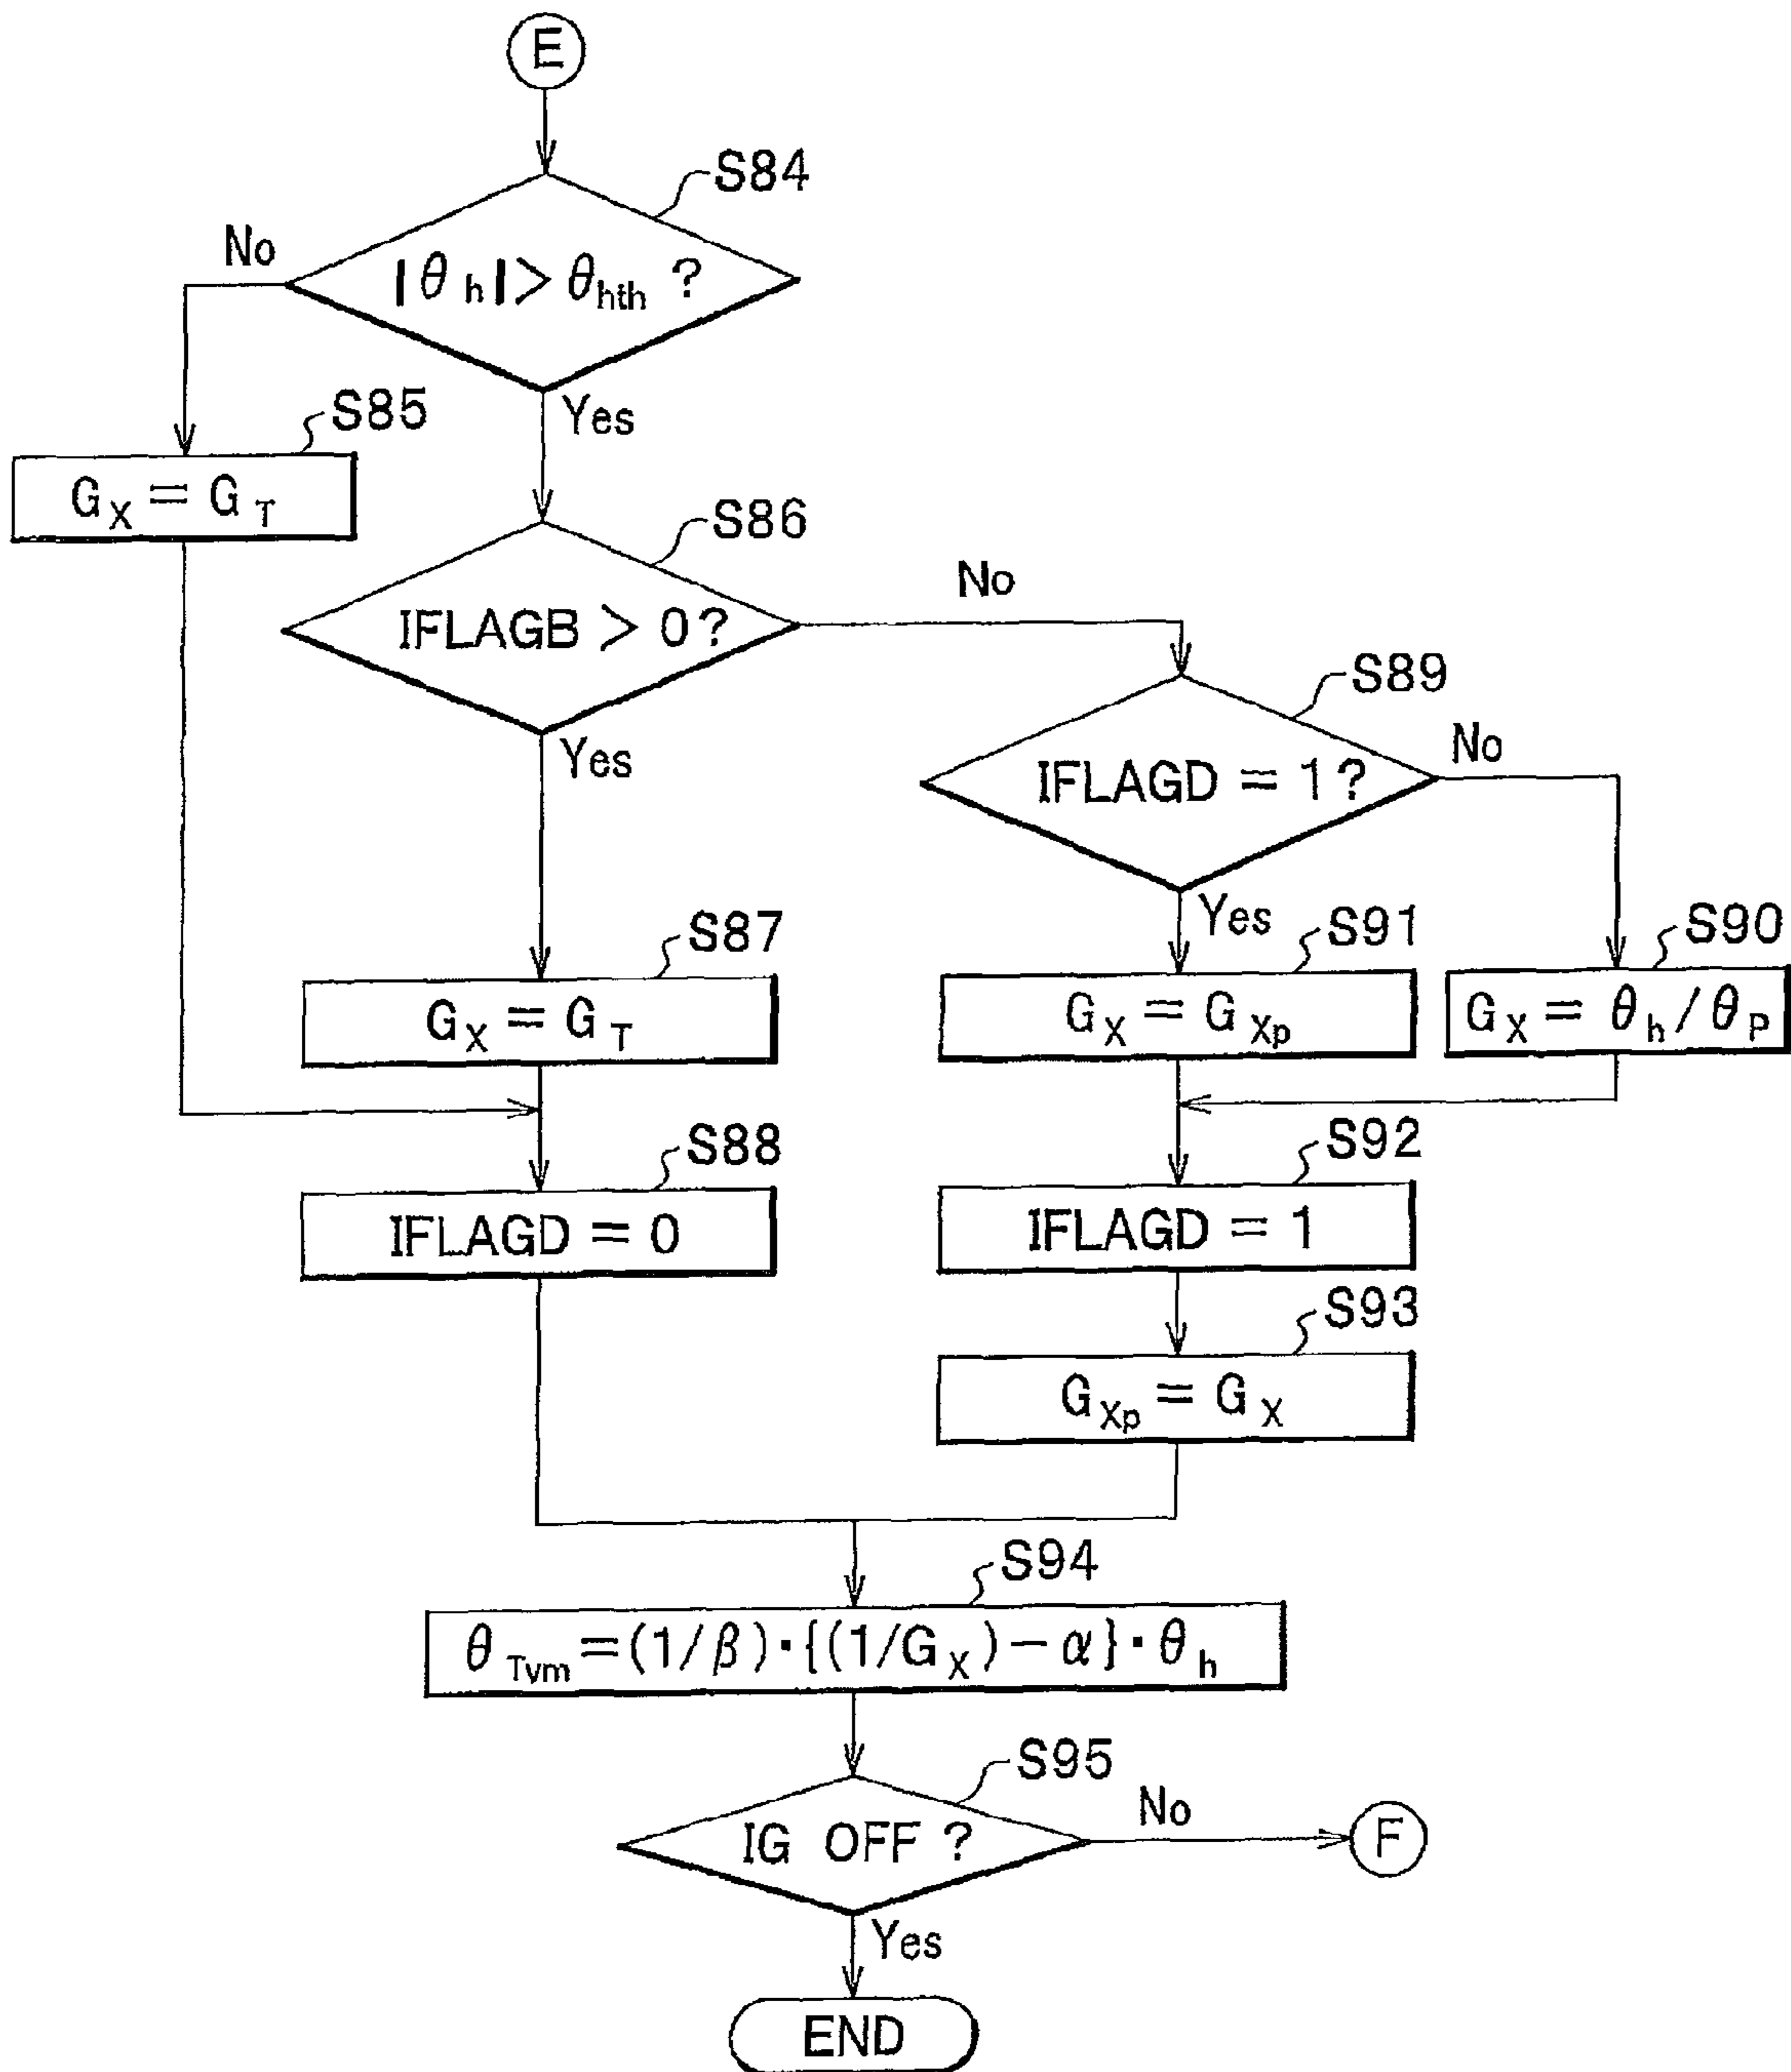 E
S84
No
|θh|>θhth ?
Yes
S85
GX = GT
S86
No
IFLAGB > 0?
Yes
S89
No
IFLAGD = 1?
Yes
S87
GX = GT
S91
GX = GXp
S90
GX = θh/θP
S88
IFLAGD = 0
S92
IFLAGD = 1
S93
GXp = GX
S94
θTvm=(1/β)·{(1/GX)−α}·θh
S95
No
IG OFF ?
F
Yes
END